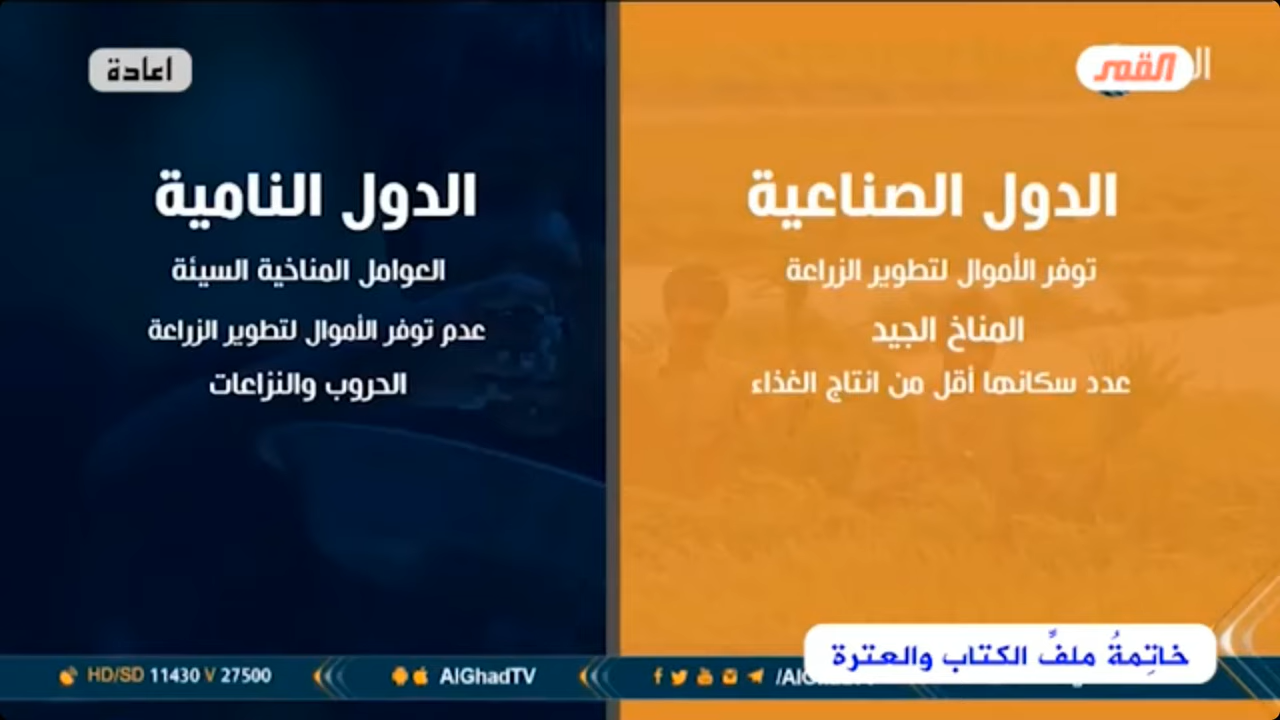 القمر
اعادة
الدول الصناعية
توفر الأموال لتطوير الزراعة
المناخ الجيد
عدد سكانها أقل من انتاج الغذاء
الدول النامية
العوامل المناخية السيئة
عدم توفر الأموال لتطوير الزراعة
الحروب والنزاعات
خاتِمةُ ملفِّ الكتاب والعترة
HD/SD 11430 V 27500
AlGhadTV